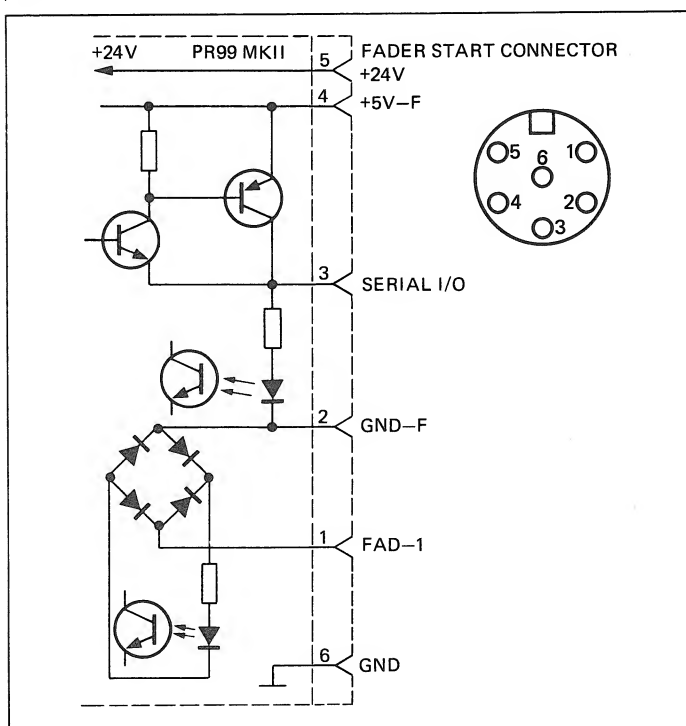 +24V PR99 MKII 5 FADER START CONNECTOR
+24V
4 +5V–F
5 6 1
4 2
3
3 SERIAL I/O
2 GND–F
1 FAD–1
6 GND